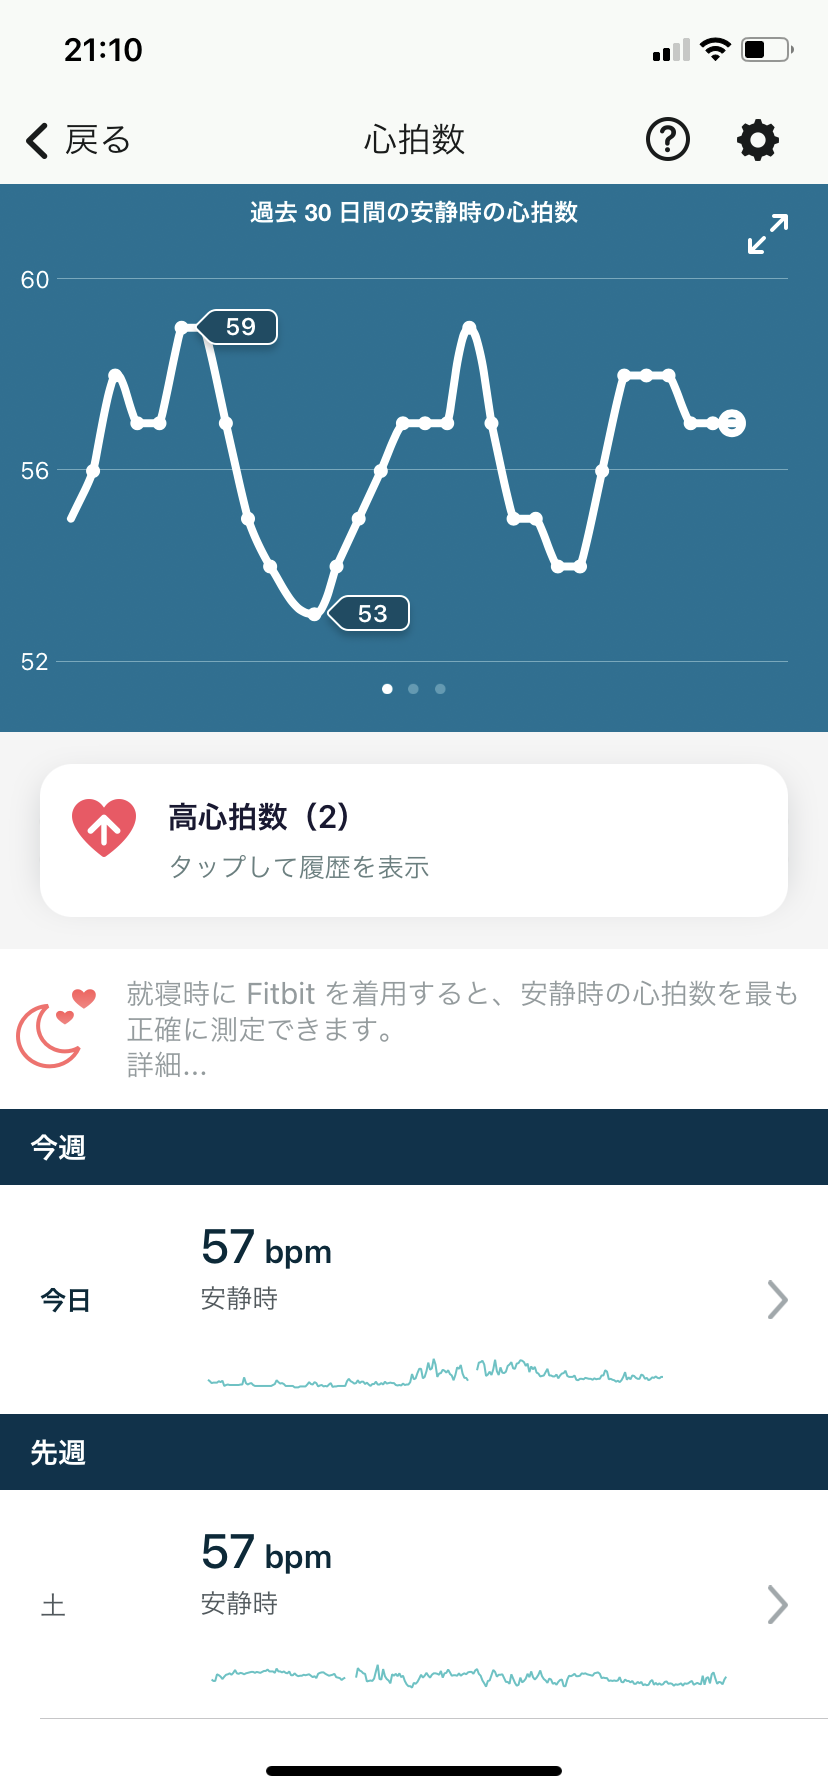 21:10
戻る
心拍数
過去 30 日間の安静時の心拍数
60
59
56
53
52
高心拍数（2）
タップして履歴を表示
就寝時に Fitbit を着用すると、安静時の心拍数を最も
正確に測定できます。
詳細...
今週
57 bpm
今日
安静時
先週
57 bpm
土
安静時